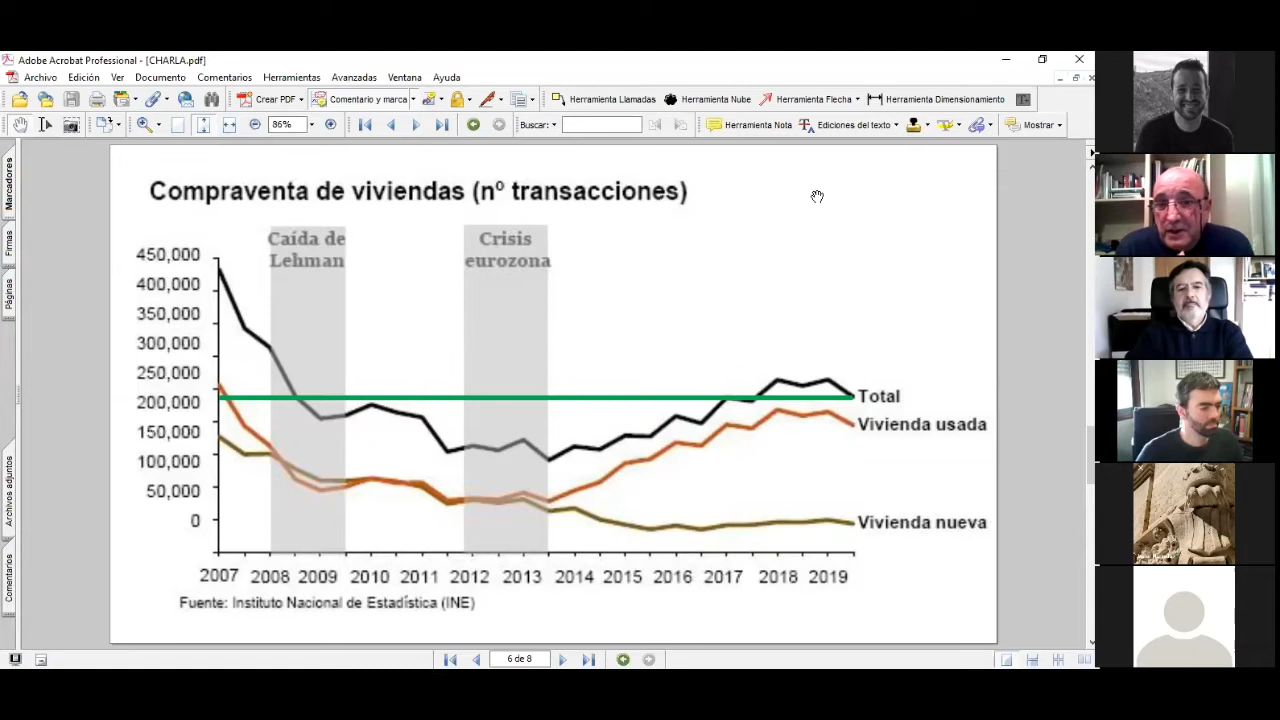 Adobe Acrobat Professional - [CHARLA.pdf]
Archivo Edición Ver Documento Comentarios Herramientas Avanzadas Ventana Ayuda
Crear PDF Comentario y marca Herramienta Llamadas Herramienta Nube Herramienta Flecha Herramienta Dimensionamiento
86% Buscar: Herramienta Nota Ediciones del texto Mostrar
Marcadores
Firmas
Páginas
Archivos adjuntos
Comentarios
Compraventa de viviendas (nº transacciones)
Caída de
Lehman
Crisis
eurozona
450,000
400,000
350,000
300,000
250,000
200,000
150,000
100,000
50,000
0
Total
Vivienda usada
Vivienda nueva
2007 2008 2009 2010 2011 2012 2013 2014 2015 2016 2017 2018 2019
Fuente: Instituto Nacional de Estadística (INE)
6 de 8